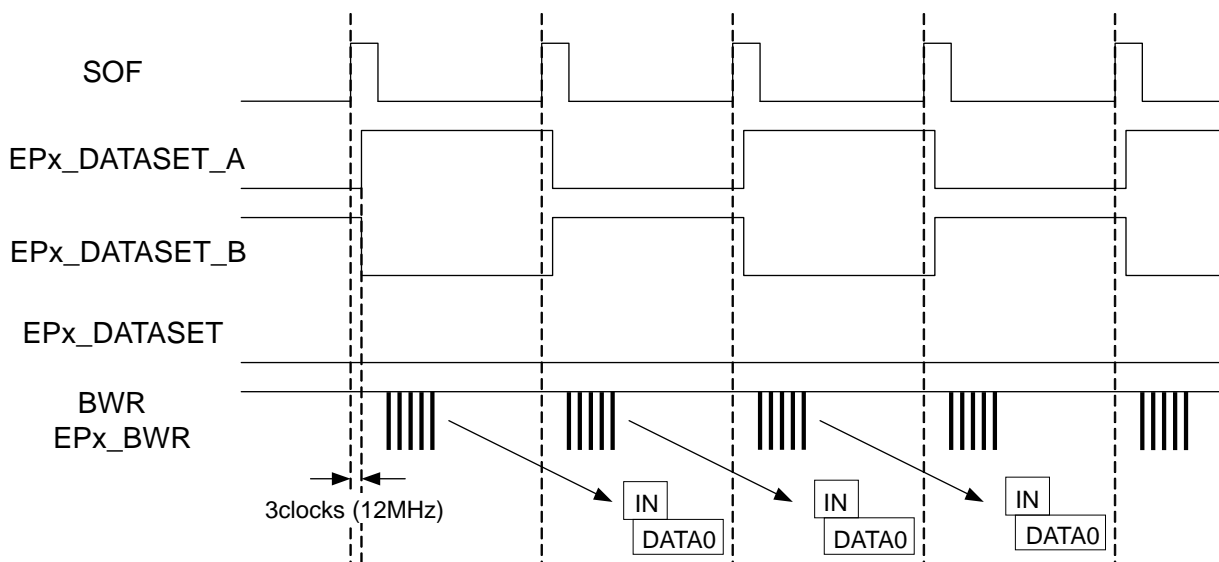 SOF
EPx_DATASET_A
EPx_DATASET_B
EPx_DATASET
BWR
EPx_BWR
3clocks (12MHz)
IN
DATA0
IN
DATA0
IN
DATA0